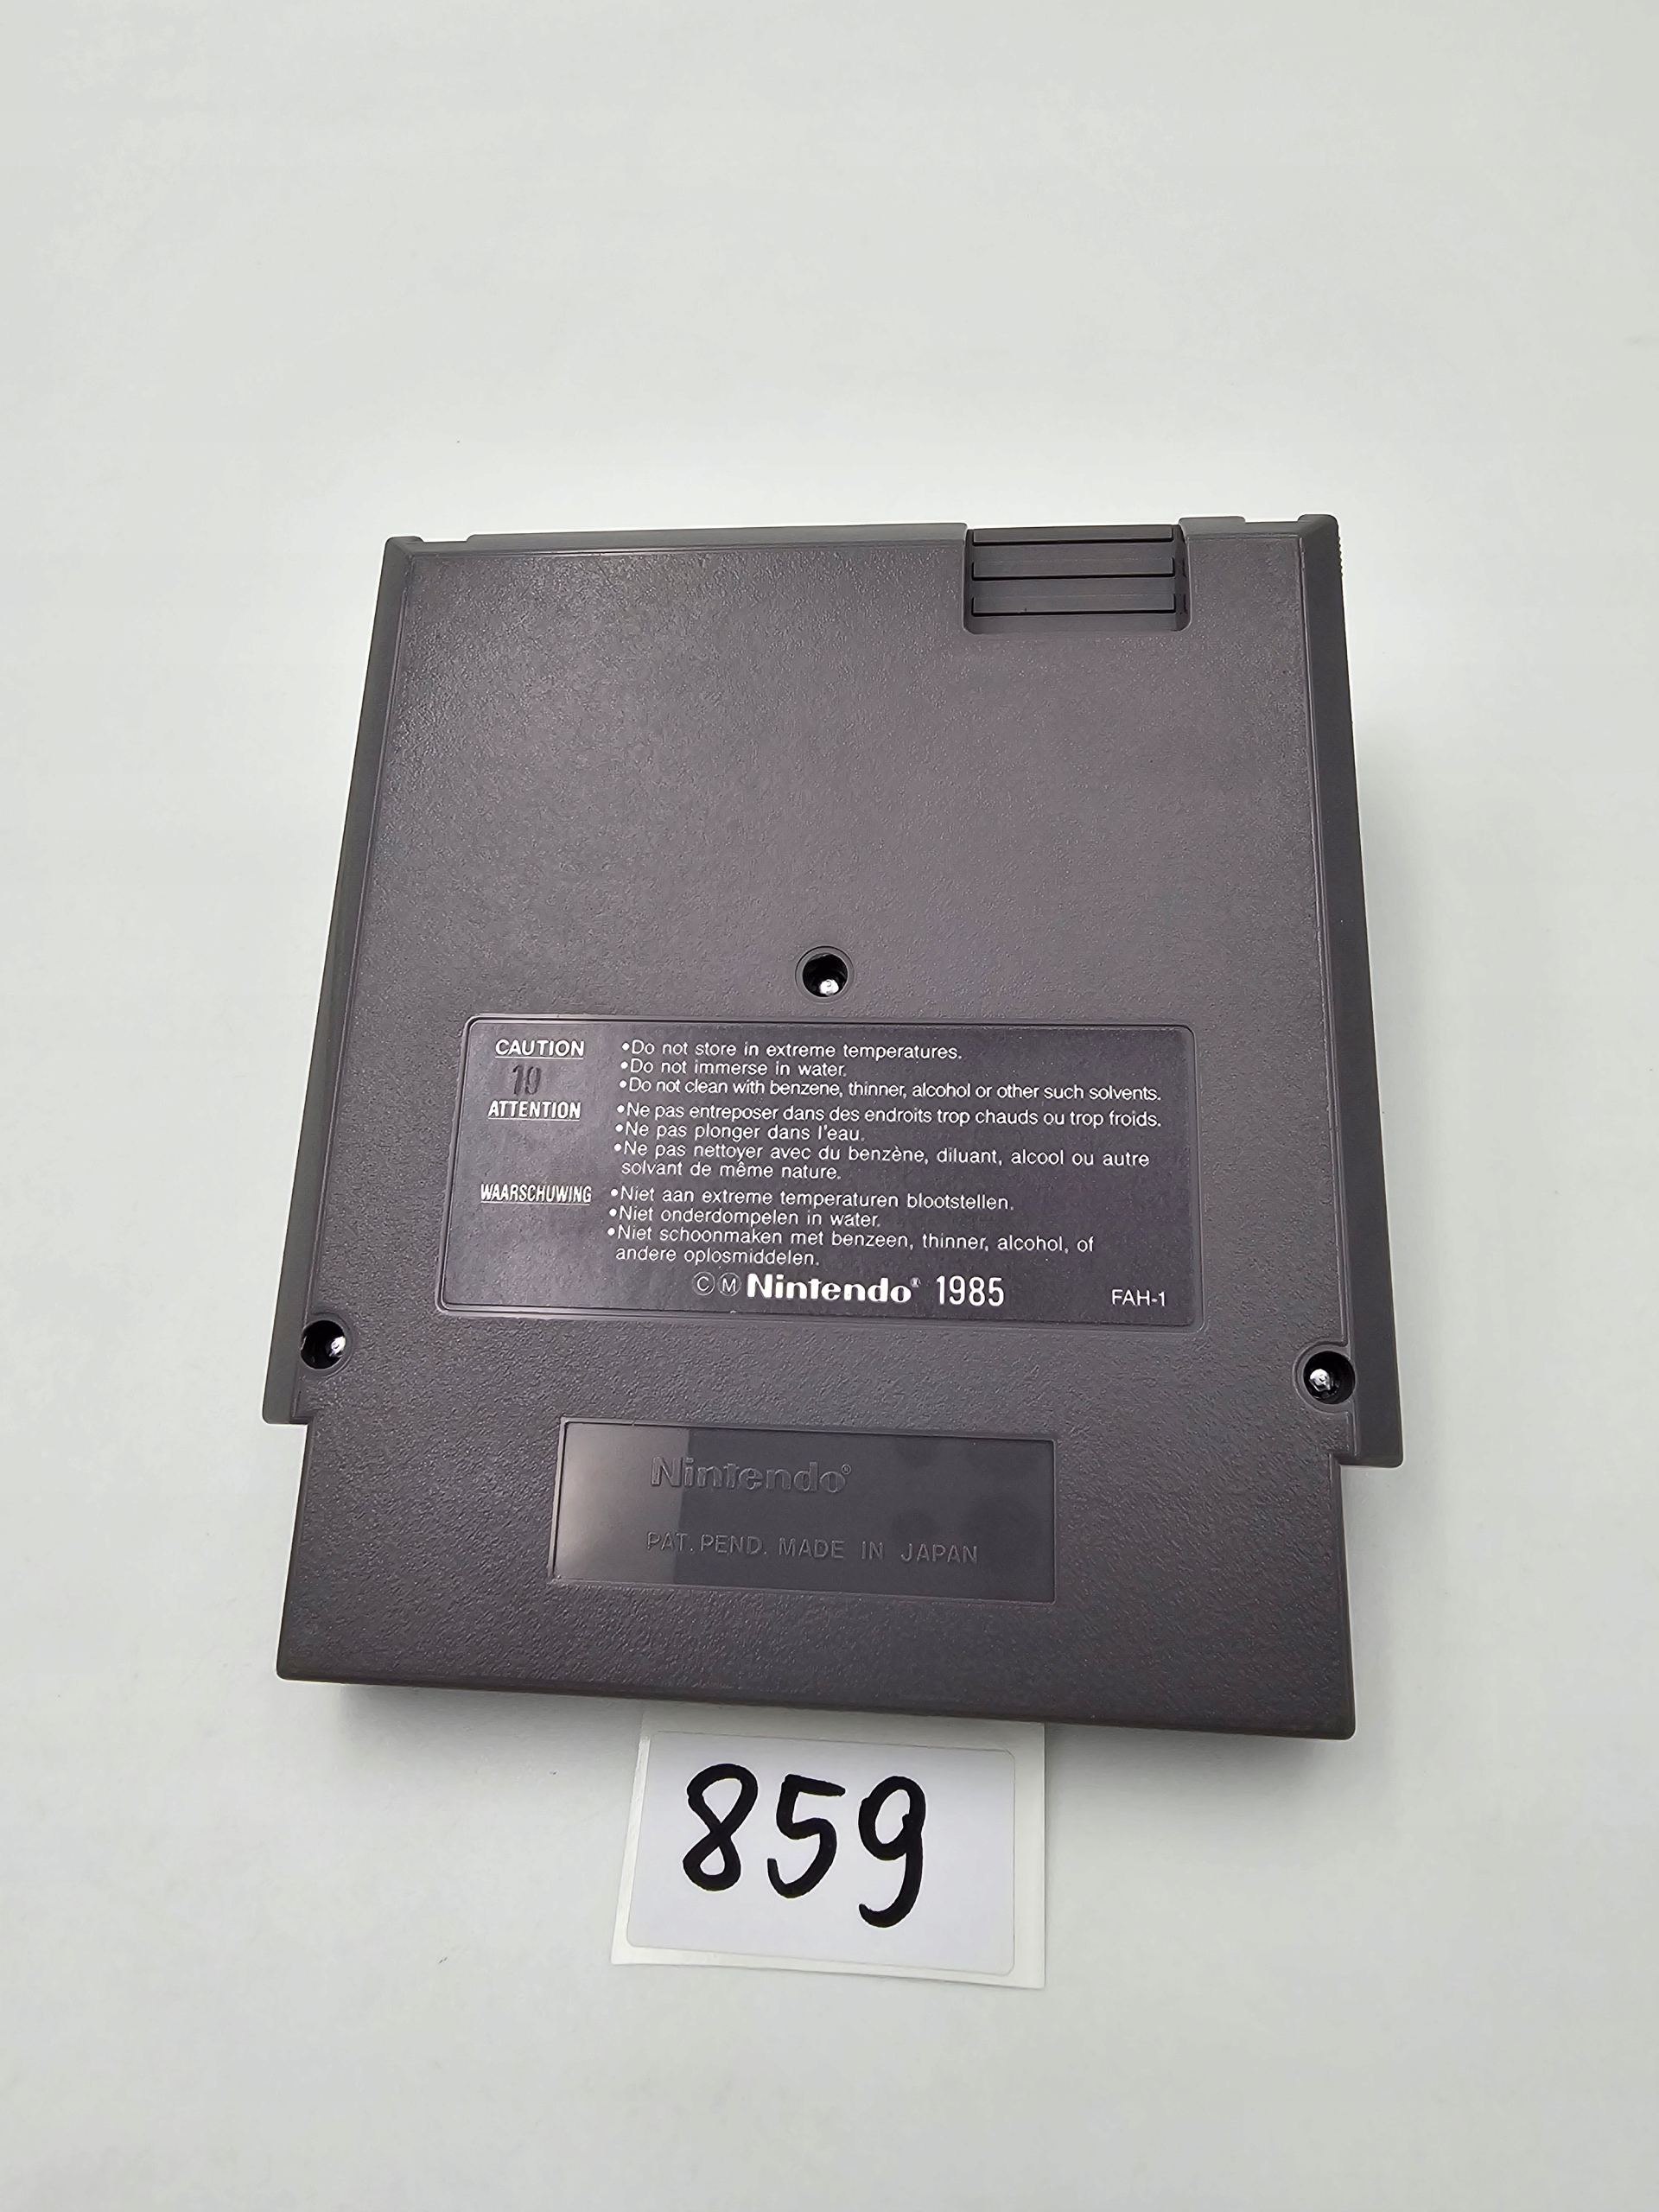 CAUTION
•Do not store in extreme temperatures.
•Do not immerse in water.
•Do not clean with benzene, thinner, alcohol or other such solvents.
10
ATTENTION
•Ne pas entreposer dans des endroits trop chauds ou trop froids.
•Ne pas plonger dans l'eau.
•Ne pas nettoyer avec du benzène, diluant, alcool ou autre
solvant de même nature.
WAARSCHUWING
•Niet aan extreme temperaturen blootstellen.
•Niet onderdompelen in water.
•Niet schoonmaken met benzeen, thinner, alcohol, of
andere oplosmiddelen.
ⒸⓂ Nintendo® 1985
FAH-1
Nintendo®
PAT. PEND. MADE IN JAPAN
859